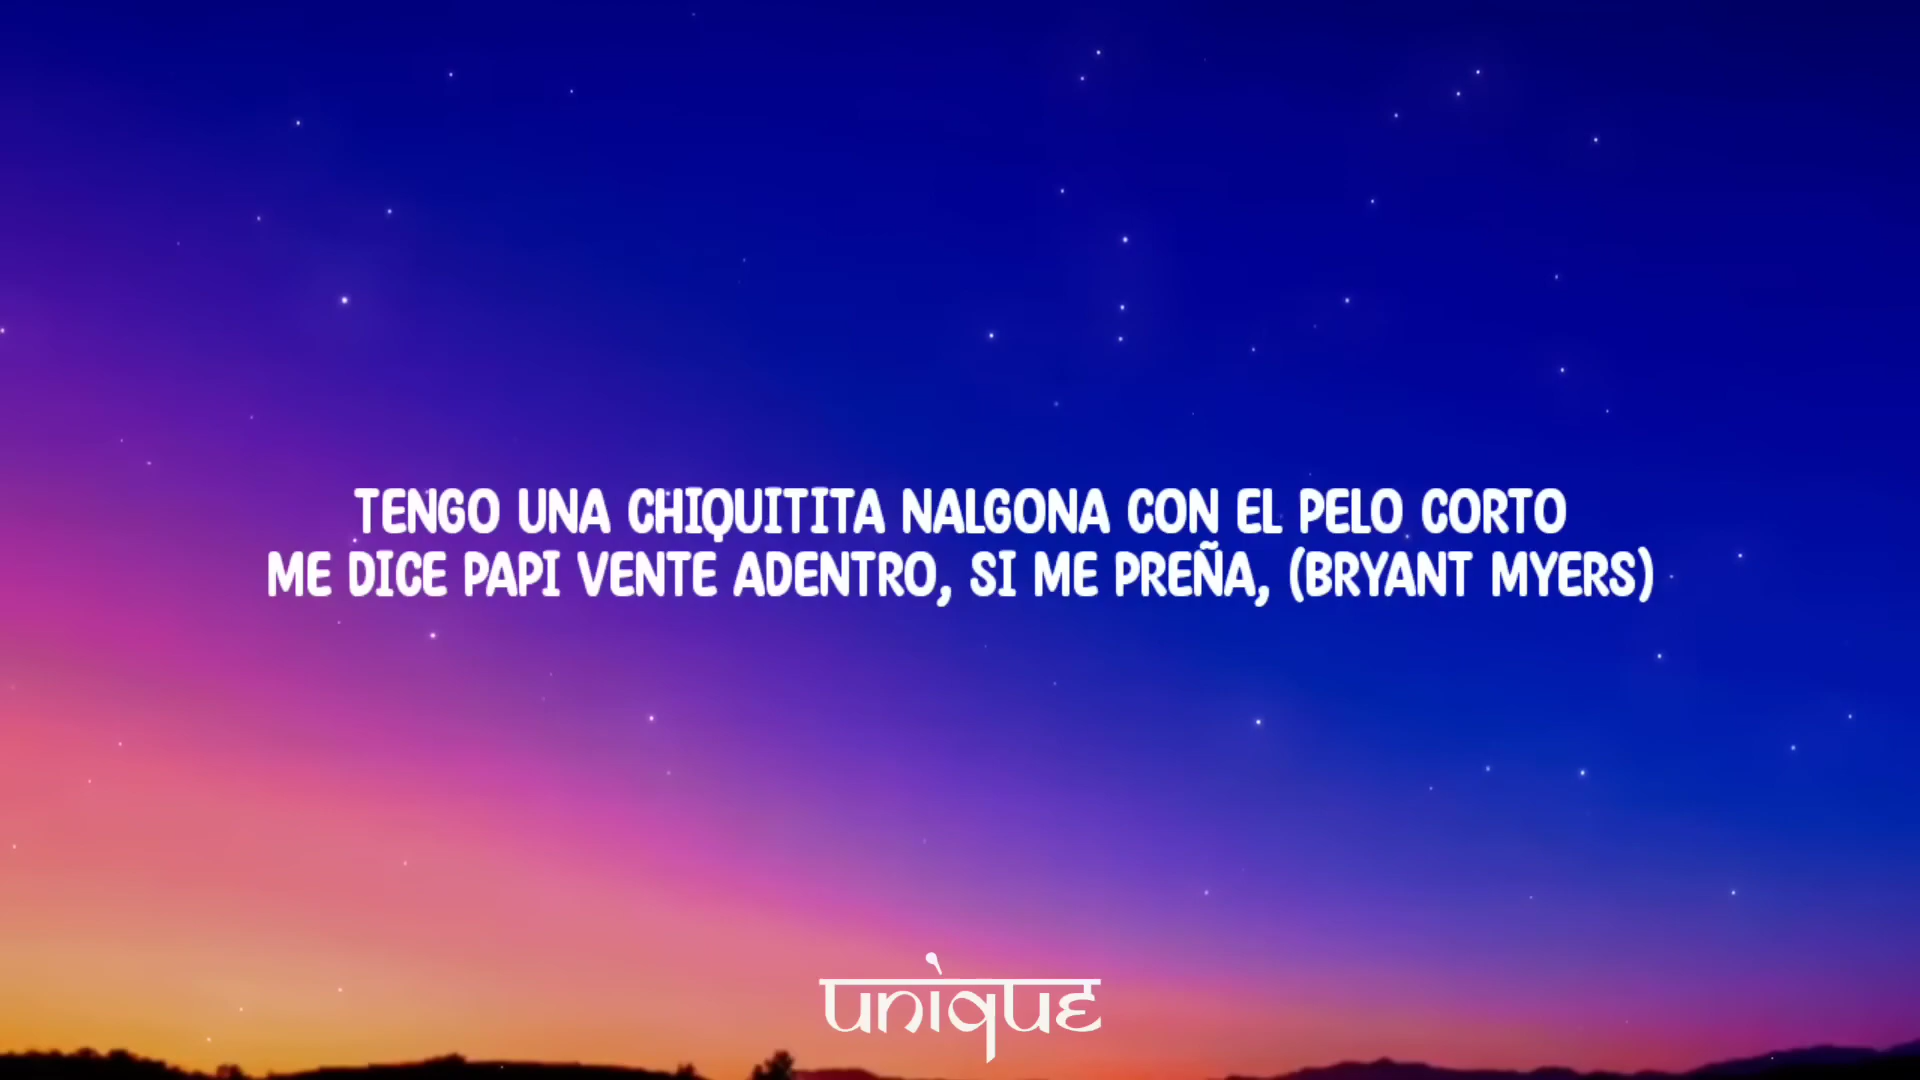 TENGO UNA CHIQUITITA NALGONA CON EL PELO CORTO
ME DICE PAPI VENTE ADENTRO, SI ME PREÑA, (BRYANT MYERS)
unique